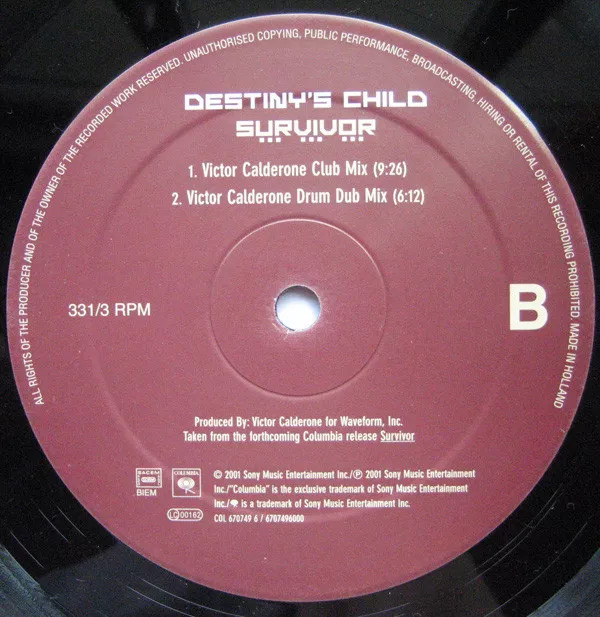 ALL RIGHTS OF THE PRODUCER AND OF THE OWNER OF THE RECORDED WORK RESERVED. UNAUTHORISED COPYING, PUBLIC PERFORMANCE, BROADCASTING, HIRING OR RENTAL OF THIS RECORDING PROHIBITED. MADE IN HOLLAND
DESTINY'S CHILD
SURVIVOR
1. Victor Calderone Club Mix (9:26)
2. Victor Calderone Drum Dub Mix (6:12)
331/3 RPM
B
Produced By: Victor Calderone for Waveform, Inc.
Taken from the forthcoming Columbia release Survivor
SACEM
BIEM
COLUMBIA
LC 00162
© 2001 Sony Music Entertainment Inc./℗ 2001 Sony Music Entertainment
Inc./"Columbia" is the exclusive trademark of Sony Music Entertainment
Inc./ is a trademark of Sony Music Entertainment Inc.
COL 670749 6 / 6707496000